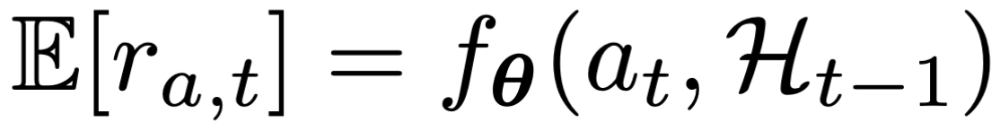 𝔼[r_{a,t}] = f_𝜽(a_t, ℋ_{t−1})